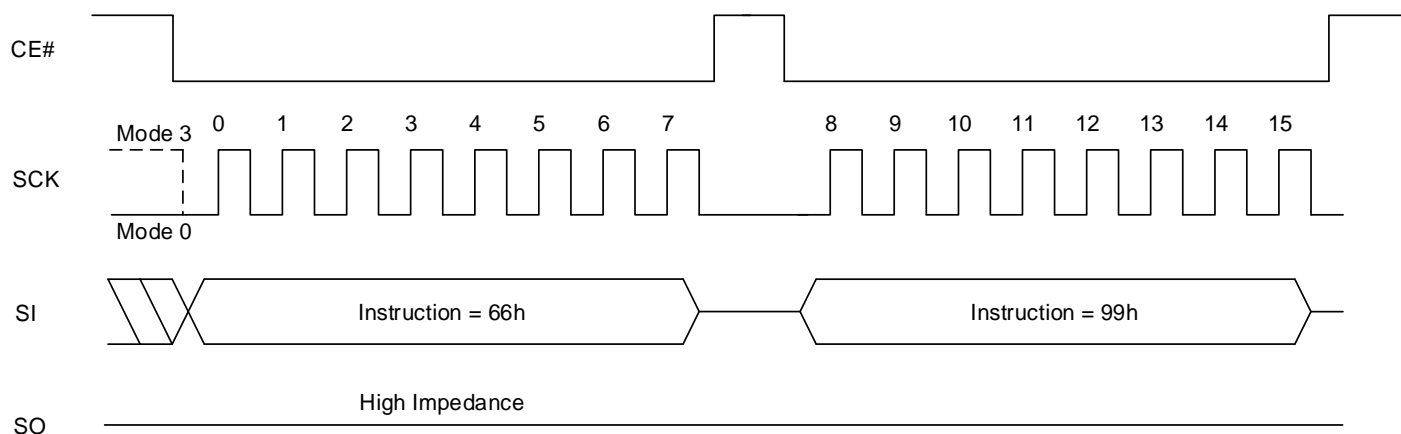 CE#
Mode 3 0 1 2 3 4 5 6 7 8 9 10 11 12 13 14 15
SCK
Mode 0
SI Instruction = 66h Instruction = 99h
High Impedance
SO